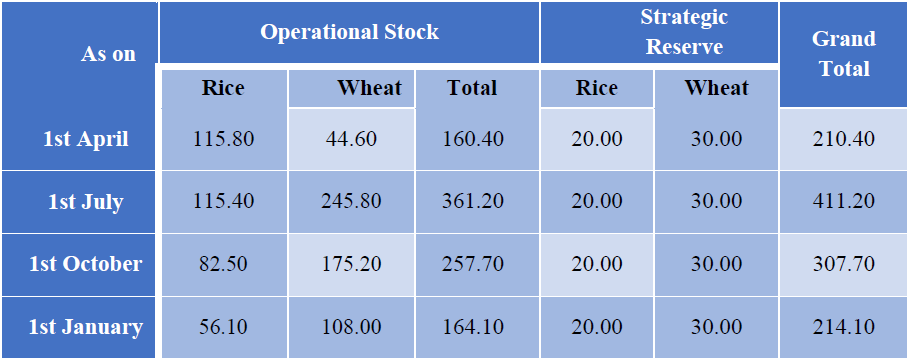 As on Operational Stock Strategic Reserve Grand Total
Rice Wheat Total Rice Wheat
1st April 115.80 44.60 160.40 20.00 30.00 210.40
1st July 115.40 245.80 361.20 20.00 30.00 411.20
1st October 82.50 175.20 257.70 20.00 30.00 307.70
1st January 56.10 108.00 164.10 20.00 30.00 214.10